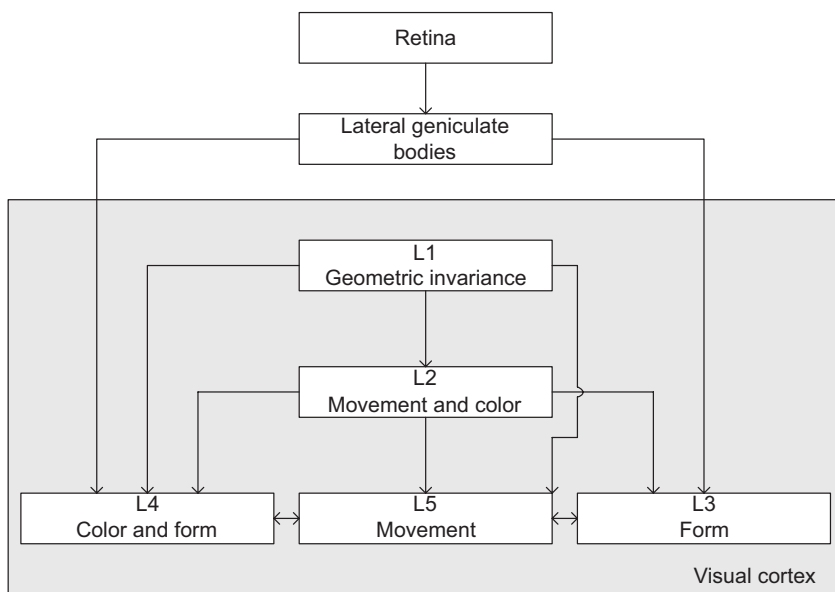 Retina
Lateral geniculate
bodies
L1
Geometric invariance
L2
Movement and color
L4
Color and form
L5
Movement
L3
Form
Visual cortex